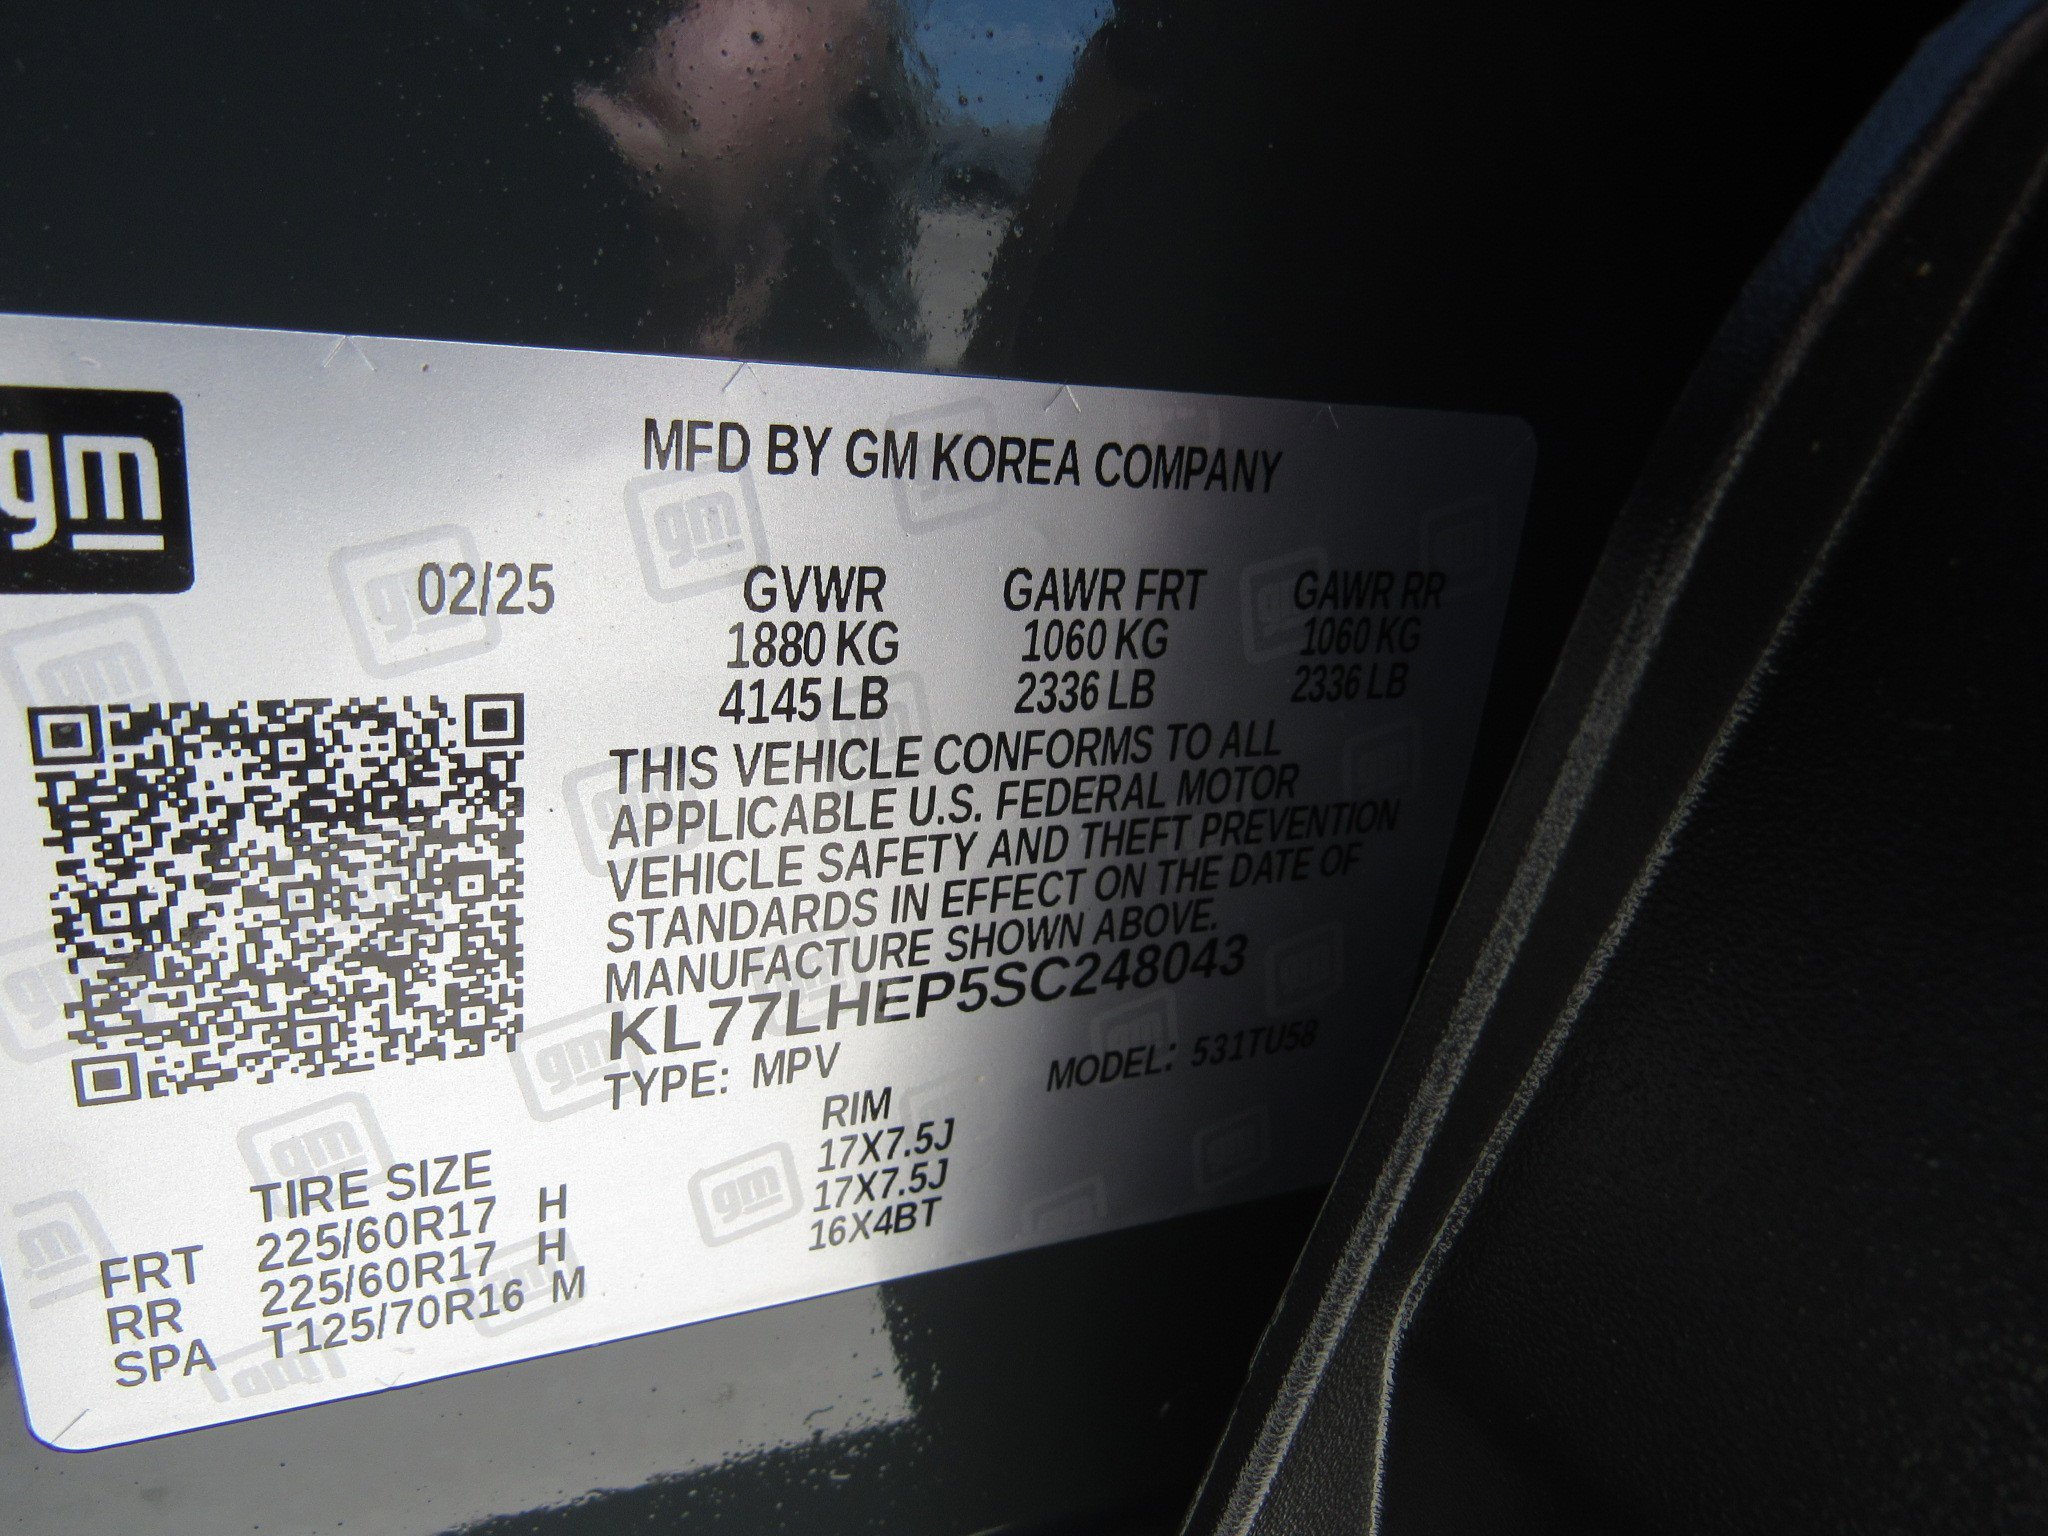 gm
MFD BY GM KOREA COMPANY
02/25 GVWR GAWR FRT GAWR RR
1880 KG 1060 KG 1060 KG
4145 LB 2336 LB 2336 LB
THIS VEHICLE CONFORMS TO ALL
APPLICABLE U.S. FEDERAL MOTOR
VEHICLE SAFETY AND THEFT PREVENTION
STANDARDS IN EFFECT ON THE DATE OF
MANUFACTURE SHOWN ABOVE.
KL77LHEP5SC248043
TYPE: MPV MODEL: 531TU58
TIRE SIZE RIM
FRT 225/60R17 H 17X7.5J
RR 225/60R17 H 17X7.5J
SPA T125/70R16 M 16X4BT